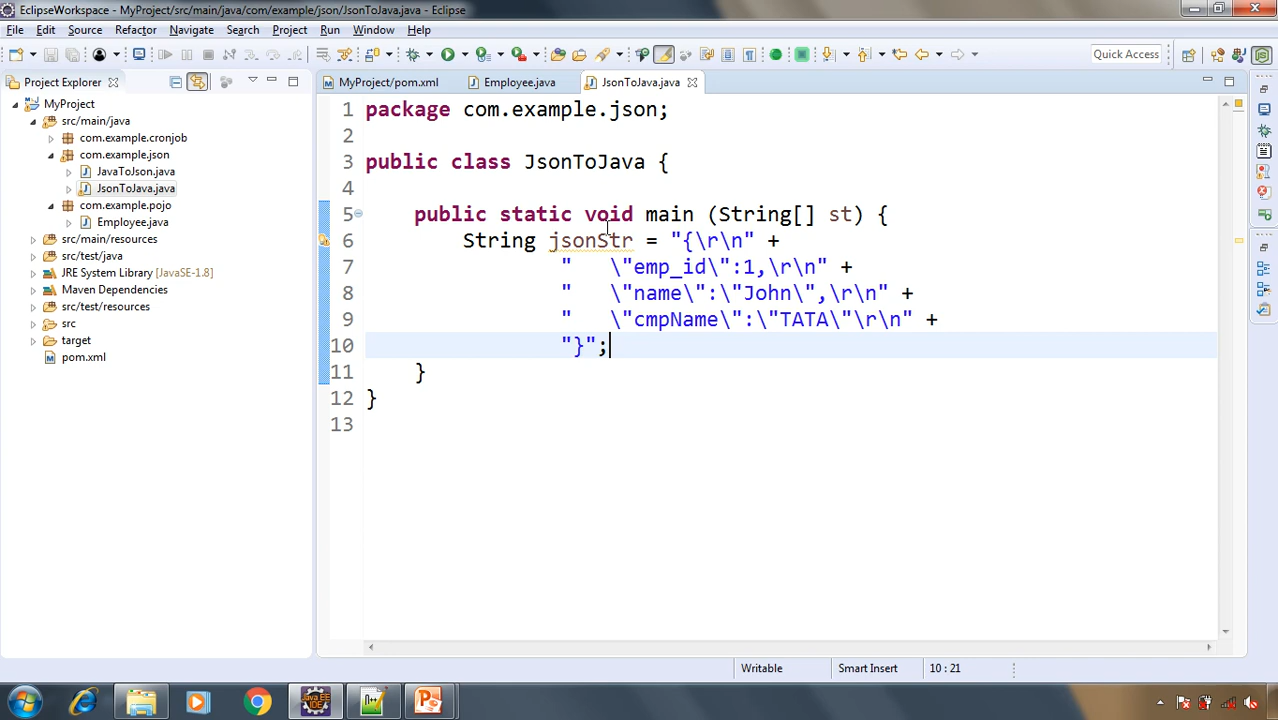 EclipseWorkspace - MyProject/src/main/java/com/example/json/JsonToJava.java - Eclipse
File Edit Source Refactor Navigate Search Project Run Window Help
Quick Access
Project Explorer
MyProject/pom.xml Employee.java JsonToJava.java
MyProject
src/main/java
com.example.cronjob
com.example.json
JavaToJson.java
JsonToJava.java
com.example.pojo
Employee.java
src/main/resources
src/test/java
JRE System Library [JavaSE-1.8]
Maven Dependencies
src/test/resources
src
target
pom.xml
1 package com.example.json;
2
3 public class JsonToJava {
4
5 public static void main (String[] st) {
6 String jsonStr = "{\r\n" +
7 "   \"emp_id\":1,\r\n" +
8 "   \"name\":\"John\",\r\n" +
9 "   \"cmpName\":\"TATA\"\r\n" +
10 "}";
11 }
12 }
13
Writable Smart Insert 10 : 21
Java EE
IDE